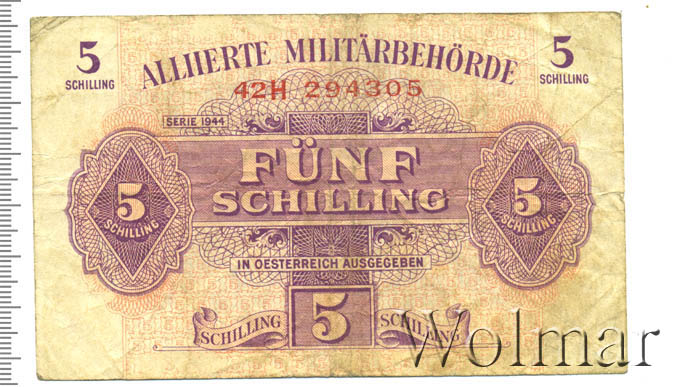 5 SCHILLING
ALLIIERTE MILITÄRBEHÖRDE
5 SCHILLING
42H 294305
SERIE 1944
FÜNF
SCHILLING
5
SCHILLING
5
SCHILLING
IN OESTERREICH AUSGEGEBEN
SCHILLING 5 SCHILLING
Wolmar